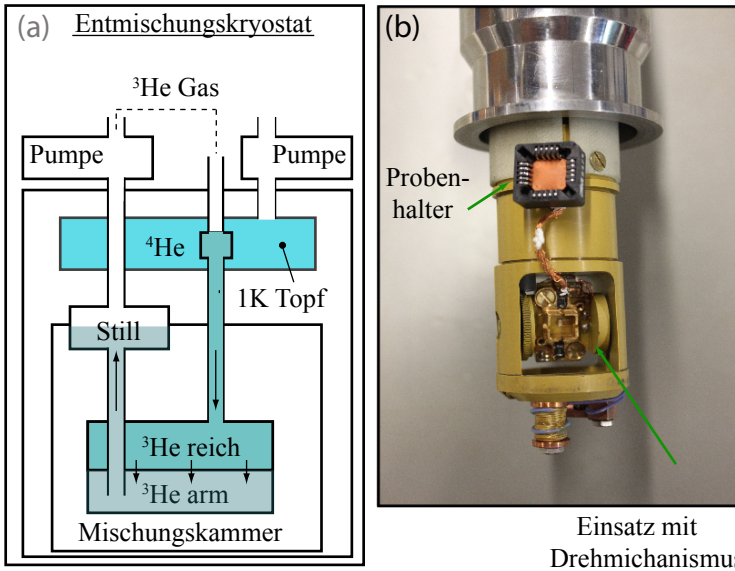 (a)
Entmischungskryostat
³He Gas
Pumpe
Pumpe
⁴He
1K Topf
Still
³He reich
³He arm
Mischungskammer
(b)
Proben-
halter
Einsatz mit
Drehmichanismus